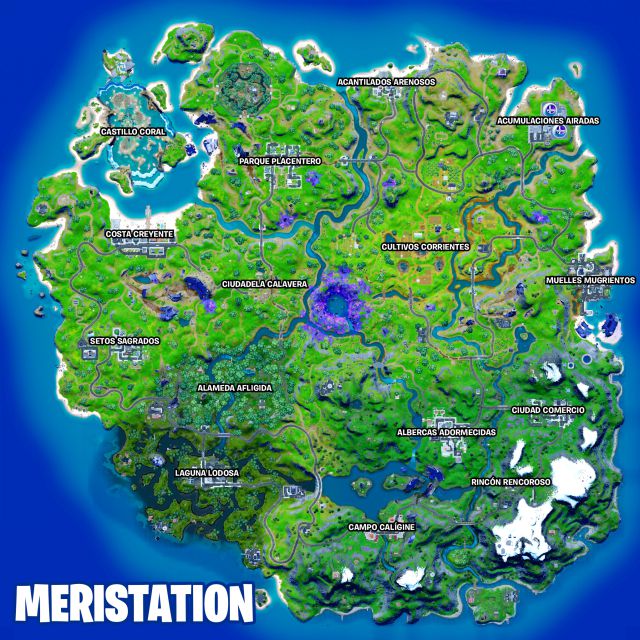 ACANTILADOS ARENOSOS
ACUMULACIONES AIRADAS
CASTILLO CORAL
PARQUE PLACENTERO
COSTA CREYENTE
CULTIVOS CORRIENTES
CIUDADELA CALAVERA
MUELLES MUGRIENTOS
SETOS SAGRADOS
ALAMEDA AFLIGIDA
CIUDAD COMERCIO
ALBERCAS ADORMECIDAS
LAGUNA LODOSA
RINCÓN RENCOROSO
CAMPO CALÍGINE
MERISTATION